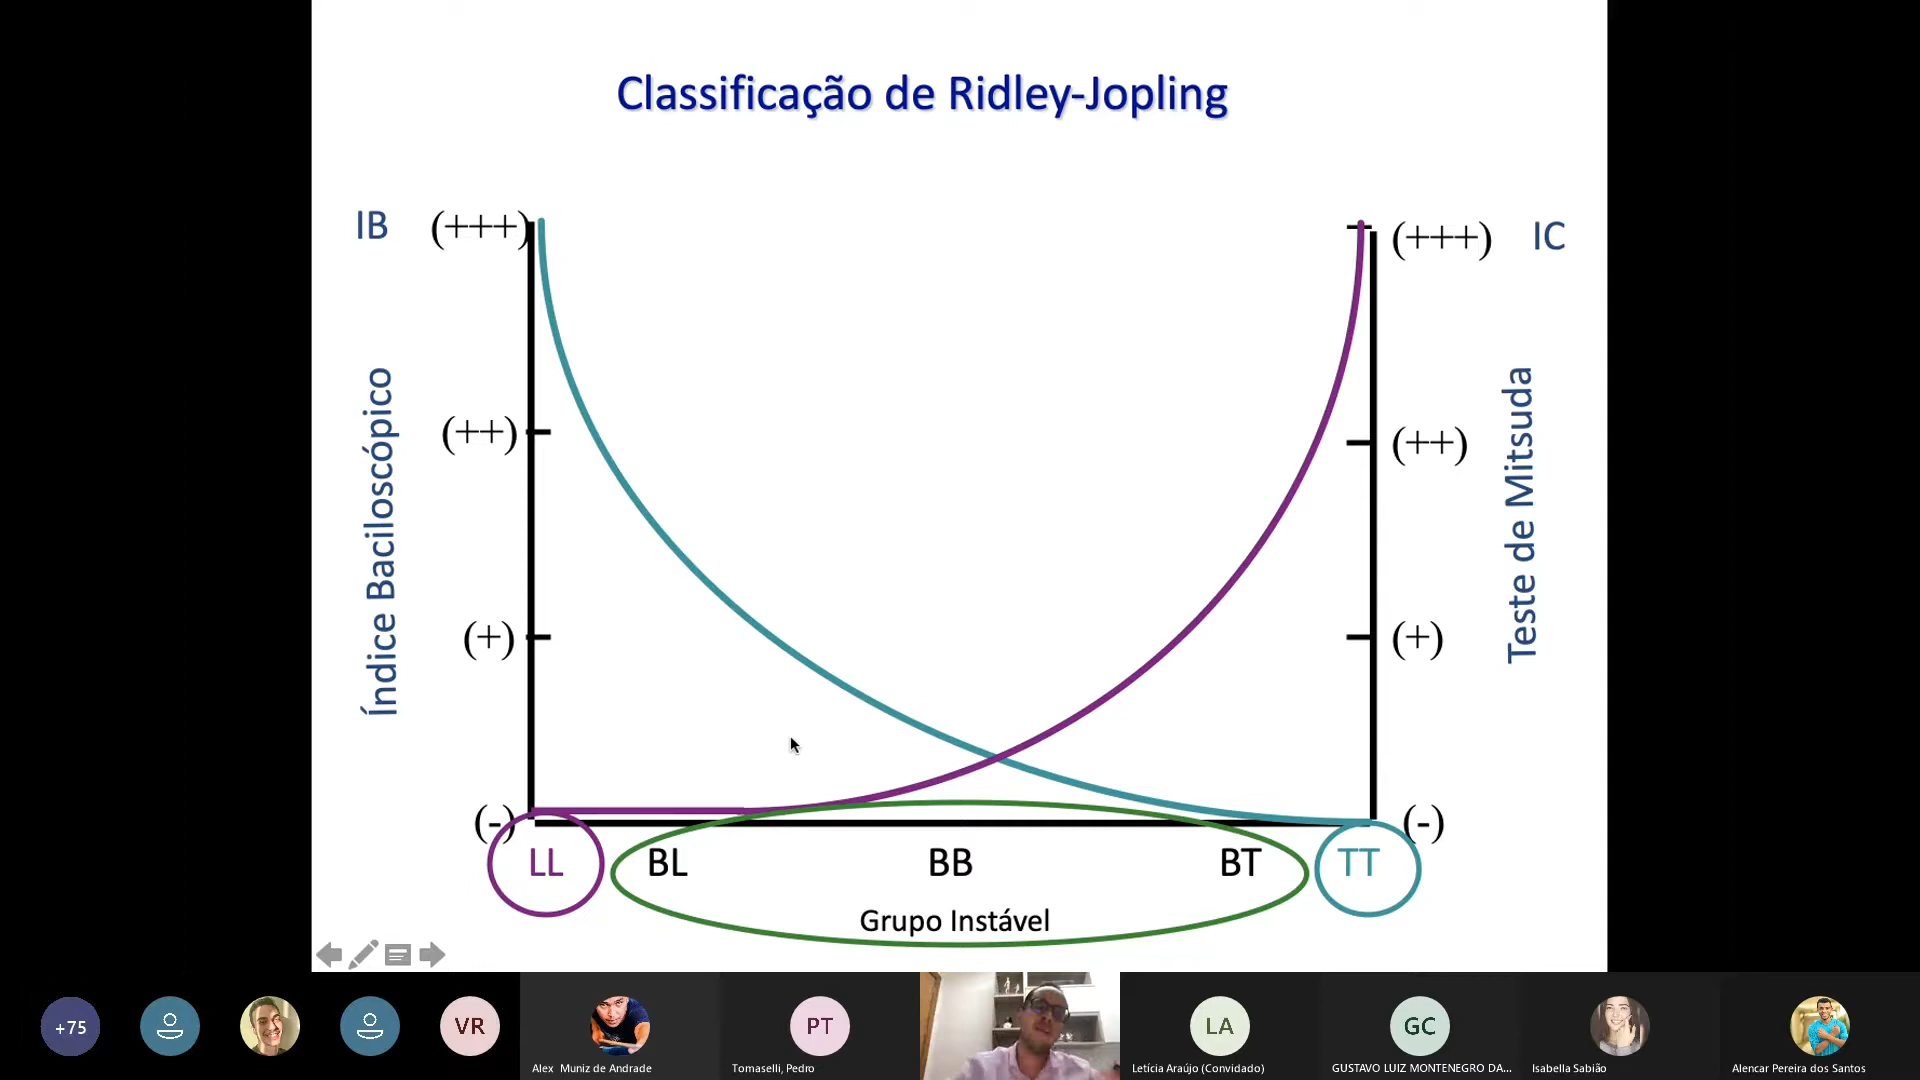 Classificação de Ridley-Jopling
IB
(+++)
(+++)
IC
Índice Baciloscópico
(++)
(++)
Teste de Mitsuda
(+)
(+)
(-)
(-)
LL
BL
BB
BT
TT
Grupo Instável
+75
VR
PT
LA
GC
Alex Muniz de Andrade
Tomaselli, Pedro
Letícia Araújo (Convidado)
GUSTAVO LUIZ MONTENEGRO DA...
Isabella Sabião
Alencar Pereira dos Santos